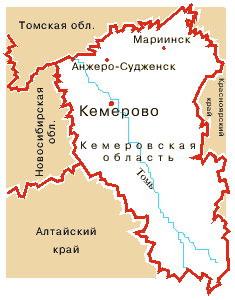 Томская обл.
Мариинск
Анжеро-Судженск
Красноярский
край
Новосибирская
обл.
Кемерово
Кемеровская
область
Томь
Алтайский
край